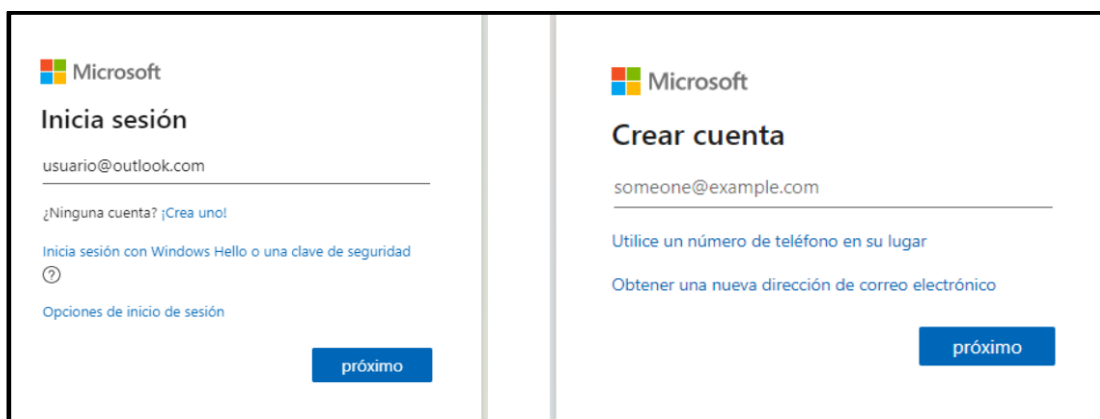 Microsoft
Inicia sesión
usuario@outlook.com
¿Ninguna cuenta? ¡Crea uno!
Inicia sesión con Windows Hello o una clave de seguridad
?
Opciones de inicio de sesión
próximo
Microsoft
Crear cuenta
someone@example.com
Utilice un número de teléfono en su lugar
Obtener una nueva dirección de correo electrónico
próximo